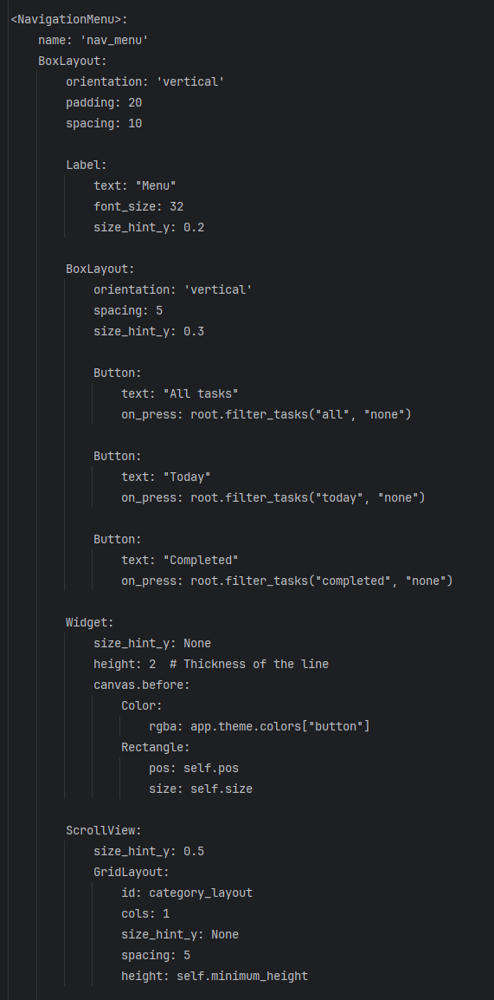 <NavigationMenu>:
    name: 'nav_menu'
    BoxLayout:
        orientation: 'vertical'
        padding: 20
        spacing: 10

        Label:
            text: "Menu"
            font_size: 32
            size_hint_y: 0.2

        BoxLayout:
            orientation: 'vertical'
            spacing: 5
            size_hint_y: 0.3

            Button:
                text: "All tasks"
                on_press: root.filter_tasks("all", "none")

            Button:
                text: "Today"
                on_press: root.filter_tasks("today", "none")

            Button:
                text: "Completed"
                on_press: root.filter_tasks("completed", "none")

        Widget:
            size_hint_y: None
            height: 2  # Thickness of the line
            canvas.before:
                Color:
                    rgba: app.theme.colors["button"]
                Rectangle:
                    pos: self.pos
                    size: self.size

        ScrollView:
            size_hint_y: 0.5
            GridLayout:
                id: category_layout
                cols: 1
                size_hint_y: None
                spacing: 5
                height: self.minimum_height